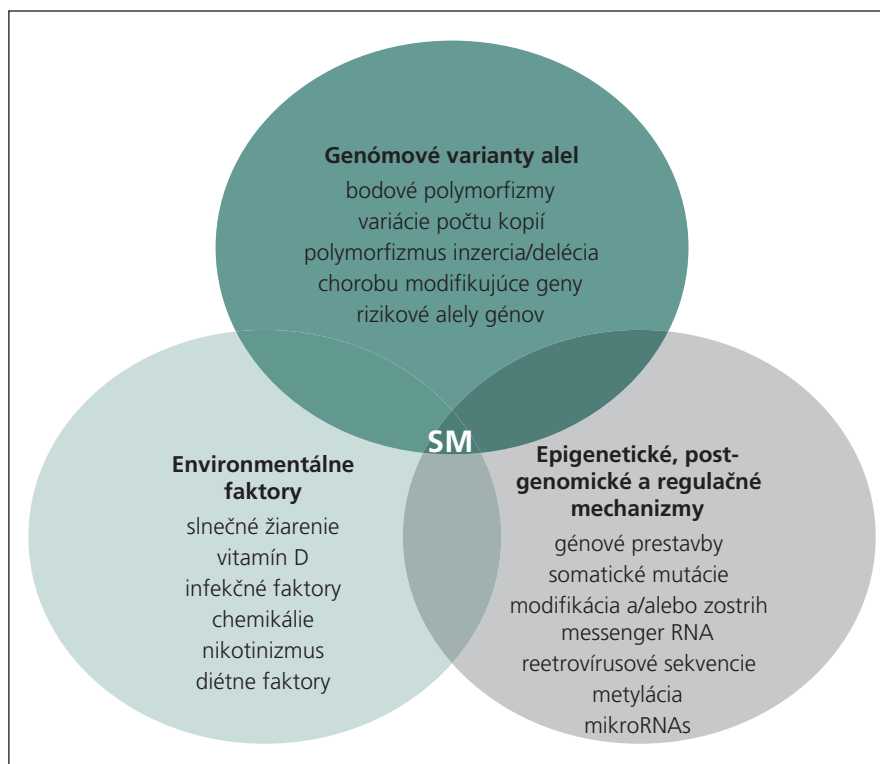 Genómové varianty alel
bodové polymorfizmy
variácie počtu kopií
polymorfizmus inzercia/delécia
chorobu modifikujúce geny
rizikové alely génov
SM
Environmentálne
faktory
slnečné žiarenie
vitamín D
infekčné faktory
chemikálie
nikotinizmus
diétne faktory
Epigenetické, post-
genomické a regulačné
mechanizmy
génové prestavby
somatické mutácie
modifikácia a/alebo zostrih
messenger RNA
reetrovírusové sekvencie
metylácia
mikroRNAs